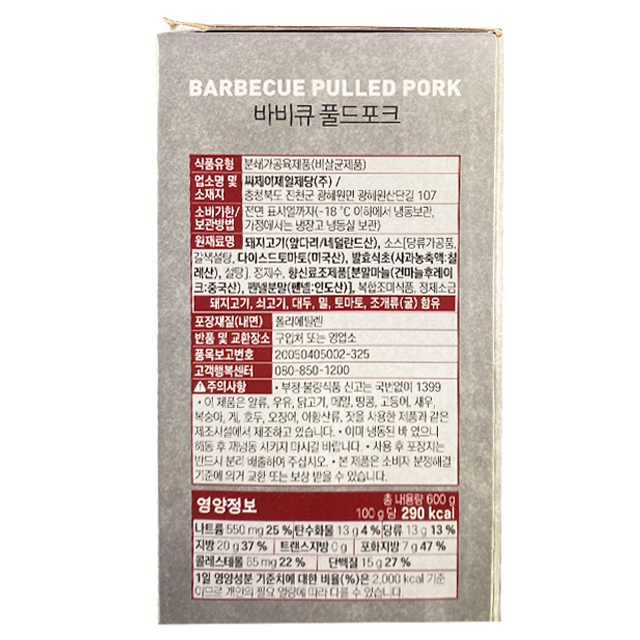 BARBECUE PULLED PORK
바비큐 풀드포크
식품유형 분쇄가공육제품(비살균제품)
업소명 및 소재지 씨제이제일제당(주) /
충청북도 진천군 광혜원면 광혜원산단길 107
소비기한/ 보관방법 전면 표시일까지(-18 ℃ 이하에서 냉동보관,
가정에서는 냉장고 냉동실 보관)
원재료명 돼지고기(앞다리/네덜란드산), 소스[당류가공품,
갈색설탕, 다이스드토마토(미국산), 발효식초(사과농축액:칠
레산), 설탕], 정제수, 향신료조제품[분말마늘(건마늘후레이
크:중국산), 펜넬분말(펜넬:인도산)], 복합조미식품, 정제소금
돼지고기, 쇠고기, 대두, 밀, 토마토, 조개류(굴) 함유
포장재질(내면) 폴리에틸렌
반품 및 교환장소 구입처 또는 영업소
품목보고번호 20050405002-325
고객행복센터 080-850-1200
주의사항 • 부정·불량식품 신고는 국번없이 1399
• 이 제품은 알류, 우유, 닭고기, 메밀, 땅콩, 고등어, 새우,
복숭아, 게, 호두, 오징어, 아황산류, 잣을 사용한 제품과 같은
제조시설에서 제조하고 있습니다. • 이미 냉동된 바 있으니
해동 후 재냉동 시키지 마시길 바랍니다. • 사용 후 포장지는
반드시 분리 배출하여 주십시오. • 본 제품은 소비자 분쟁해결
기준에 의거 교환 또는 보상 받을 수 있습니다.
영양정보 총 내용량 600 g
100 g 당 290 kcal
나트륨 550 mg 25 % 탄수화물 13 g 4 % 당류 13 g 13 %
지방 20 g 37 % 트랜스지방 0 g 포화지방 7 g 47 %
콜레스테롤 65 mg 22 % 단백질 15 g 27 %
1일 영양성분 기준치에 대한 비율(%)은 2,000 kcal 기준
이므로 개인의 필요 열량에 따라 다를 수 있습니다.